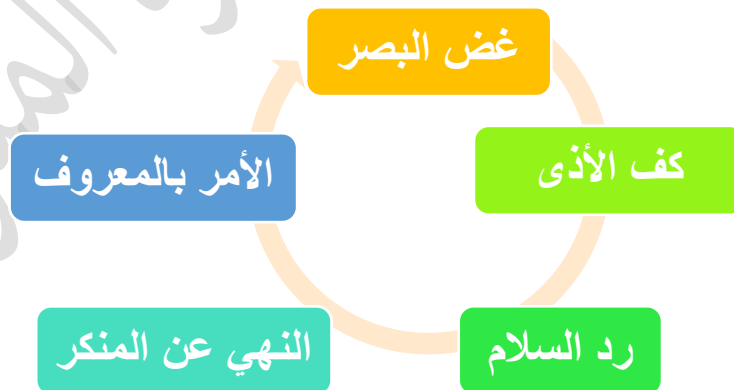 غض البصر
كف الأذى
رد السلام
النهي عن المنكر
الأمر بالمعروف